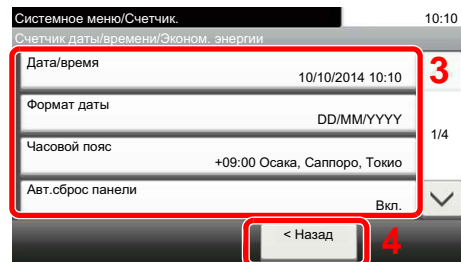 Системное меню/Счетчик.
10:10
Счетчик даты/времени/Эконом. энергии
Дата/время
10/10/2014 10:10
3
Формат даты
DD/MM/YYYY
1/4
Часовой пояс
+09:00 Осака, Саппоро, Токио
Авт.сброс панели
Вкл.
< Назад
4